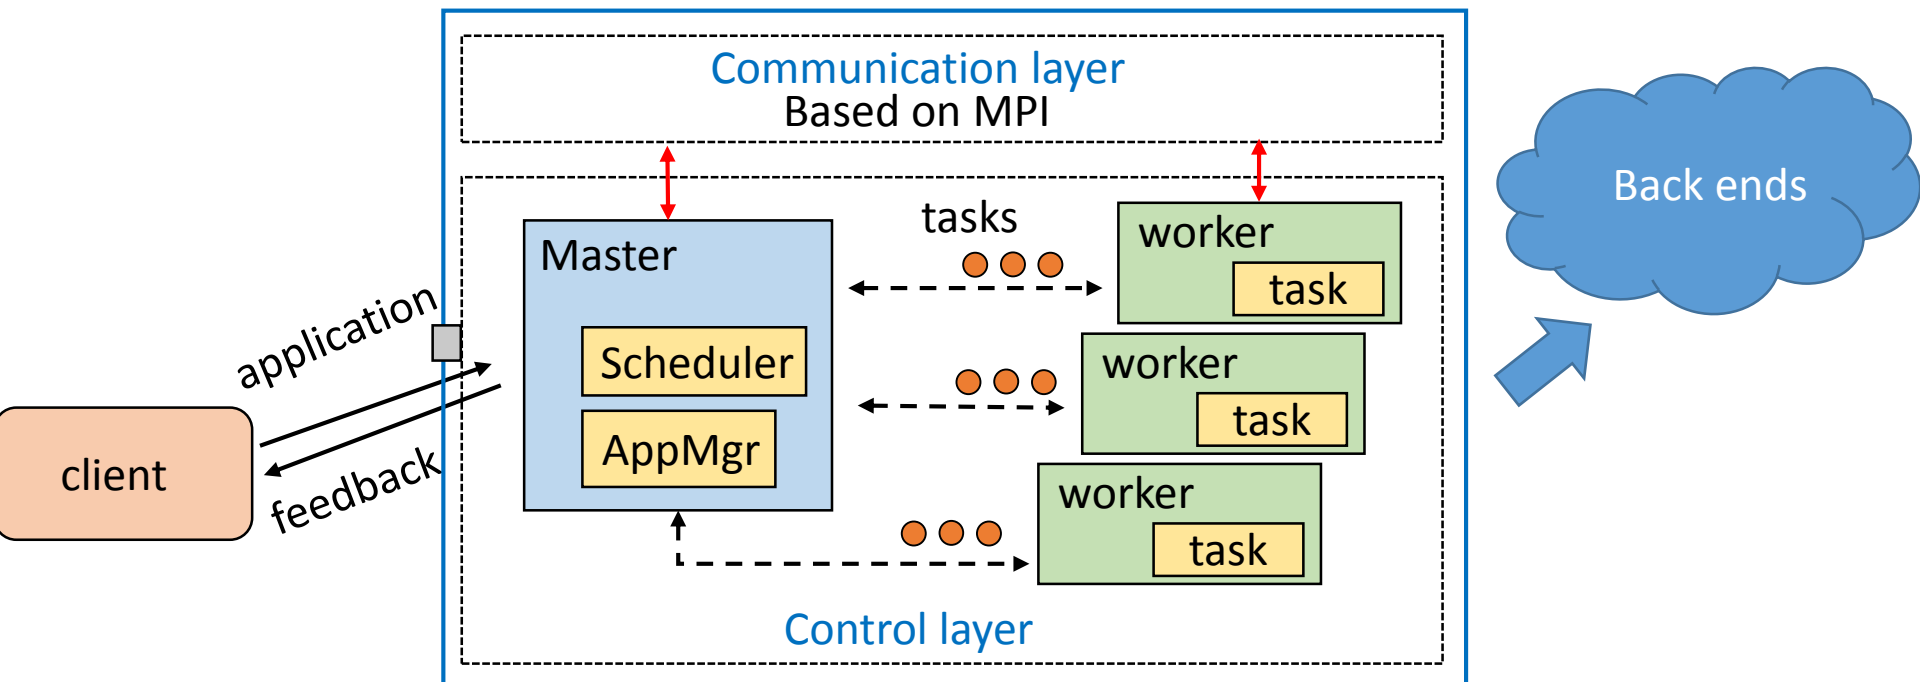 Communication layer
Based on MPI
Back ends
tasks
Master
worker
task
application
Scheduler
worker
task
AppMgr
client
feedback
worker
task
Control layer